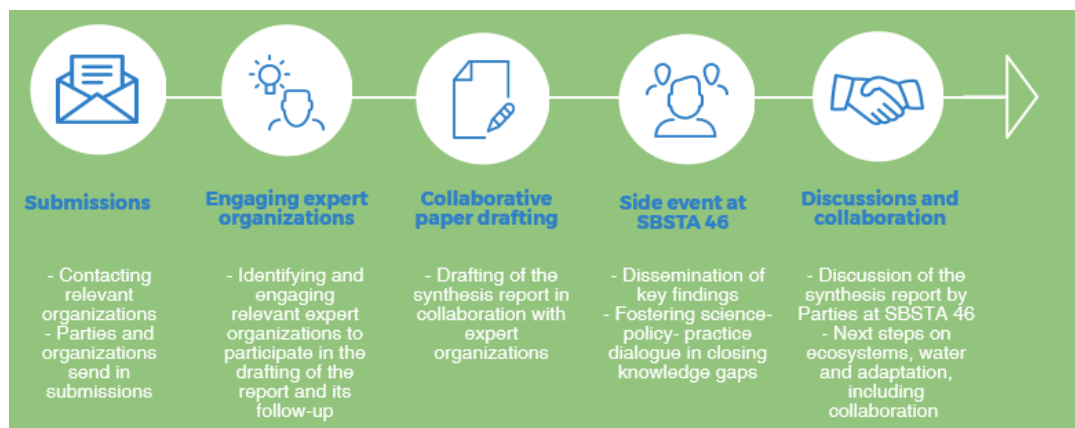 Submissions
- Contacting
relevant
organizations
- Parties and
organizations
send in
submissions
Engaging expert
organizations
- Identifying and
engaging
relevant expert
organizations to
participate in the
drafting of the
report and its
follow-up
Collaborative
paper drafting
- Drafting of the
synthesis report in
collaboration with
expert
organizations
Side event at
SBSTA 46
- Dissemination of
key findings
- Fostering science-
policy- practice
dialogue in closing
knowledge gaps
Discussions and
collaboration
- Discussion of the
synthesis report by
Parties at SBSTA 46
- Next steps on
ecosystems, water
and adaptation,
including
collaboration